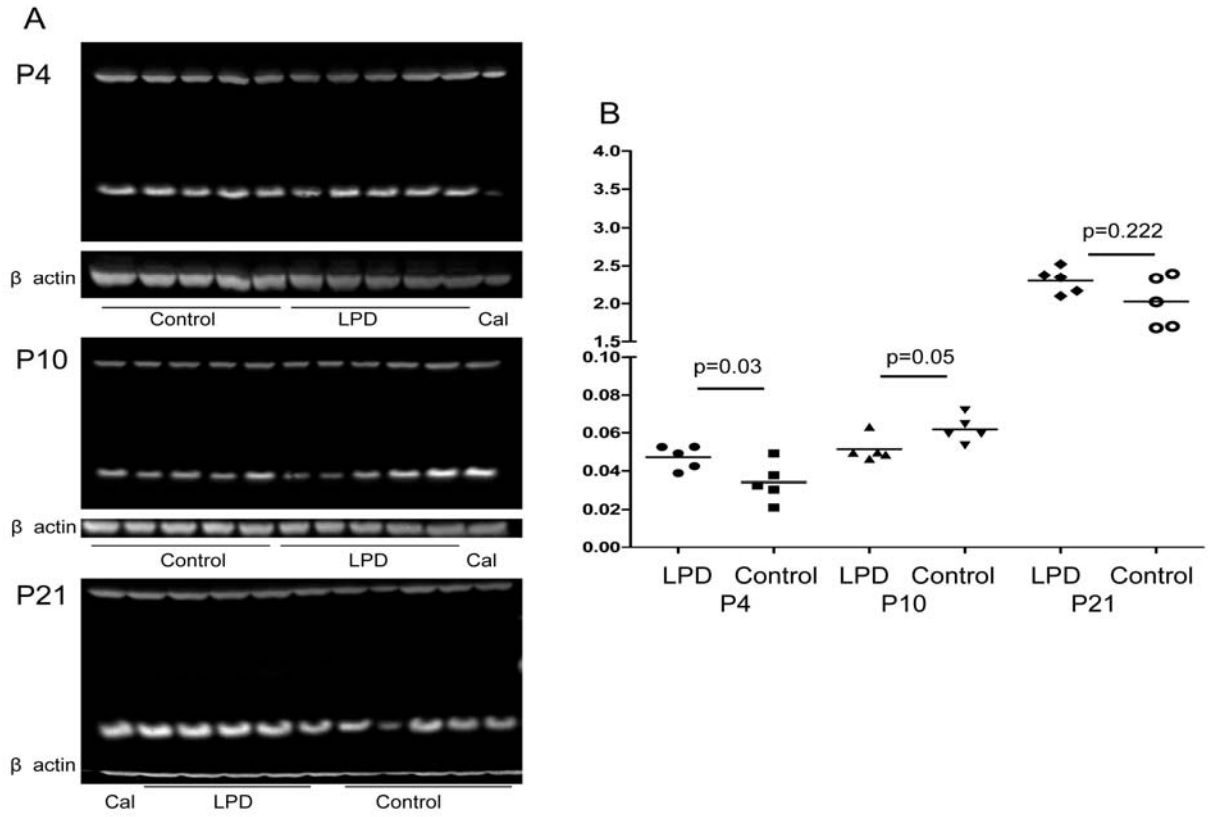 A
P4
β actin
Control LPD Cal
P10
β actin
Control LPD Cal
P21
β actin
Cal LPD Control
B
4.0
3.5
3.0
2.5
2.0
1.5
0.10
0.08
0.06
0.04
0.02
0.00
p=0.03
p=0.05
p=0.222
LPD Control LPD Control LPD Control
P4 P10 P21